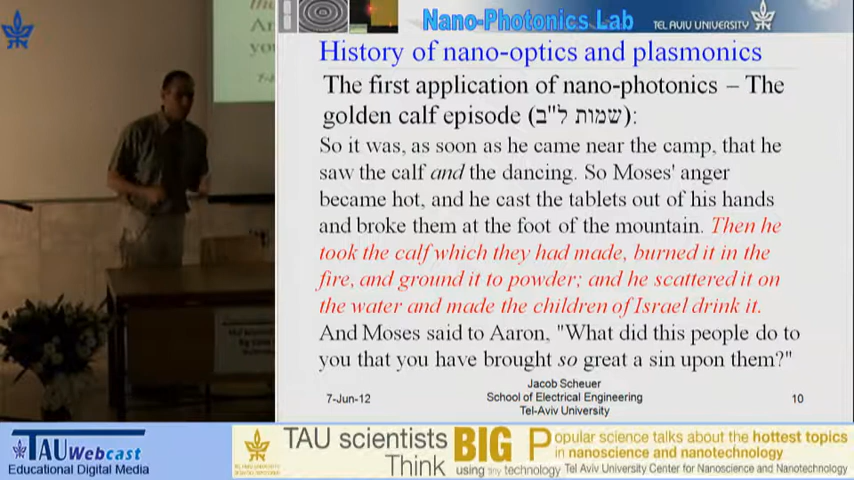 Nano-Photonics Lab
TEL AVIV UNIVERSITY
History of nano-optics and plasmonics
The first application of nano-photonics – The
golden calf episode (שמות ל"ב):
So it was, as soon as he came near the camp, that he
saw the calf and the dancing. So Moses' anger
became hot, and he cast the tablets out of his hands
and broke them at the foot of the mountain. Then he
took the calf which they had made, burned it in the
fire, and ground it to powder; and he scattered it on
the water and made the children of Israel drink it.
And Moses said to Aaron, "What did this people do to
you that you have brought so great a sin upon them?"
7-Jun-12
Jacob Scheuer
School of Electrical Engineering
Tel-Aviv University
10
TAU Webcast
Educational Digital Media
TAU scientists
Think BIG
using tiny technology
Popular science talks about the hottest topics
in nanoscience and nanotechnology
Tel Aviv University Center for Nanoscience and Nanotechnology